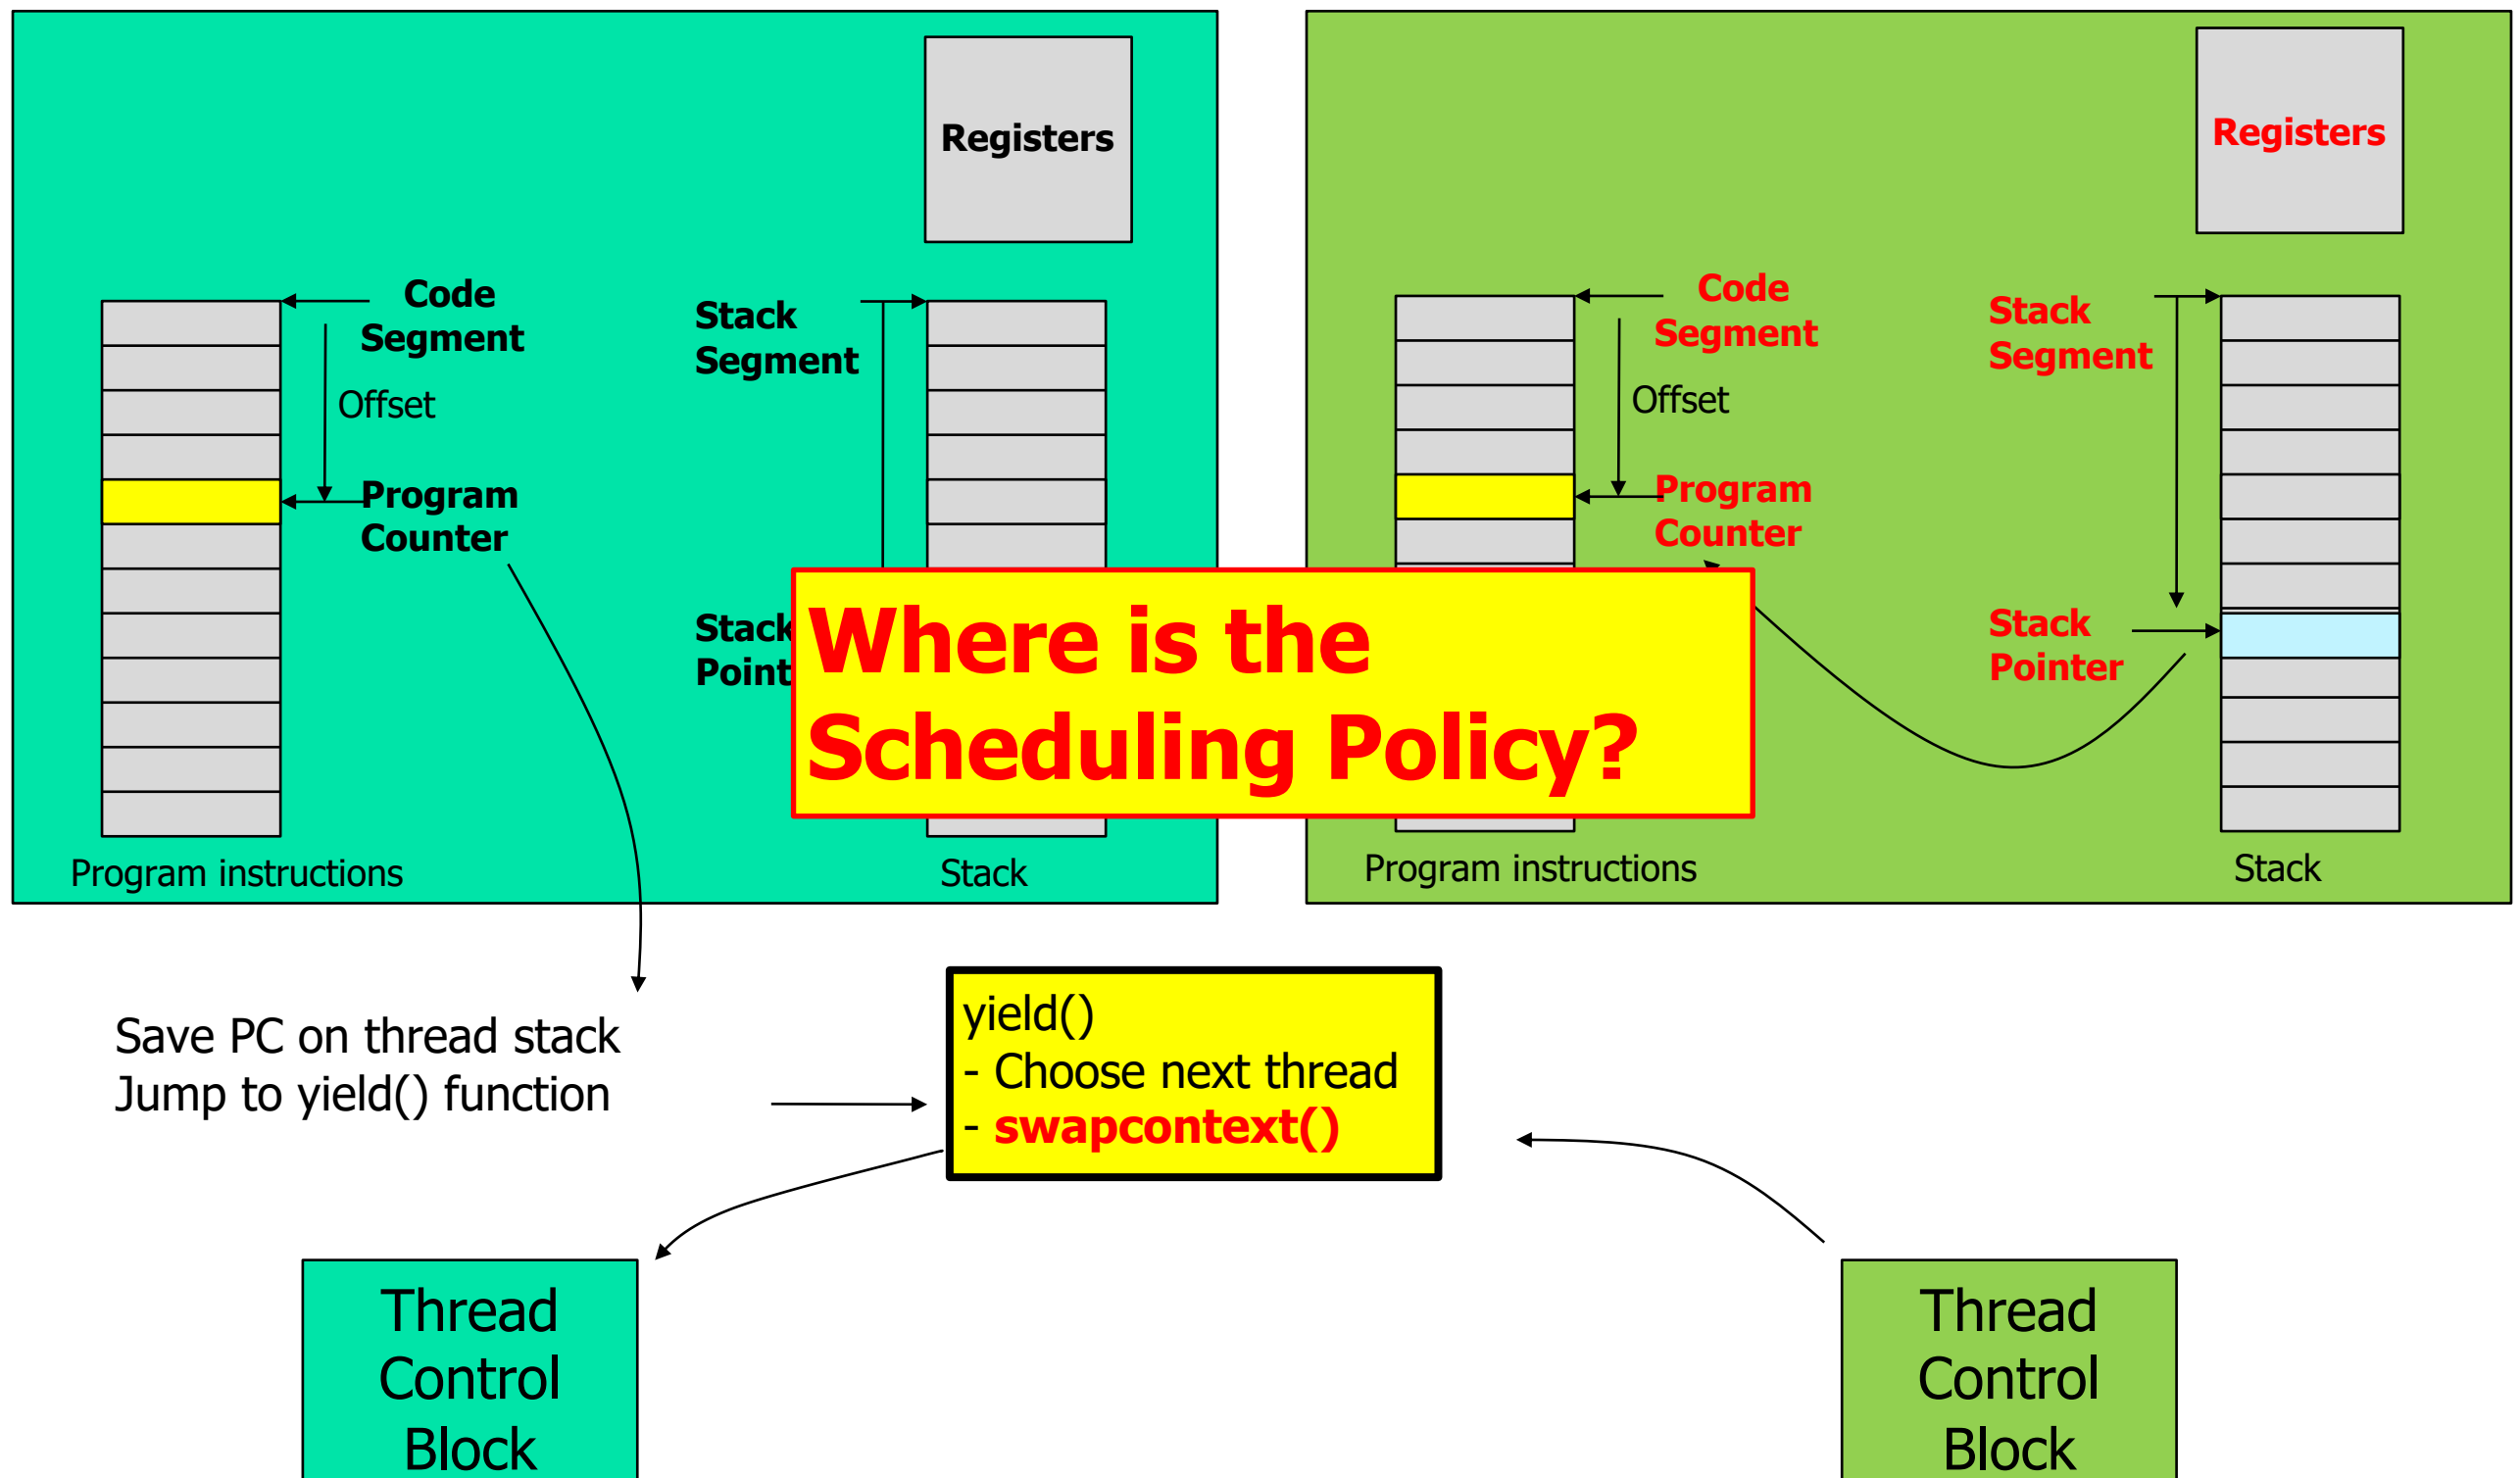 Registers
Code
Segment
Stack
Segment
Offset
Program
Counter
Stack
Program instructions
Stack
Registers
Code
Segment
Stack
Segment
Offset
Program
Counter
Stack
Pointer
Program instructions
Stack
Where is the
Scheduling Policy?
Save PC on thread stack
Jump to yield() function
yield()
- Choose next thread
- swapcontext()
Thread
Control
Block
Thread
Control
Block